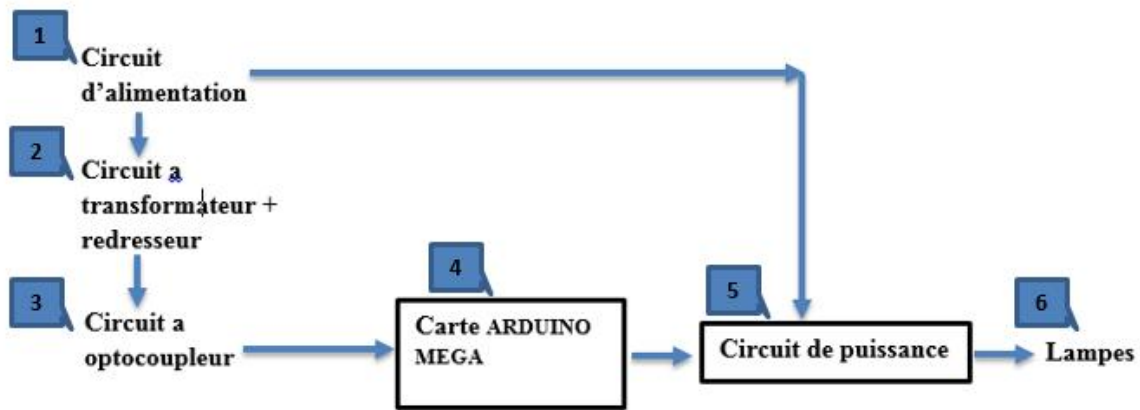 1
Circuit
d’alimentation
2
Circuit a
transformateur +
redresseur
3
Circuit a
optocoupleur
4
Carte ARDUINO
MEGA
5
Circuit de puissance
6
Lampes